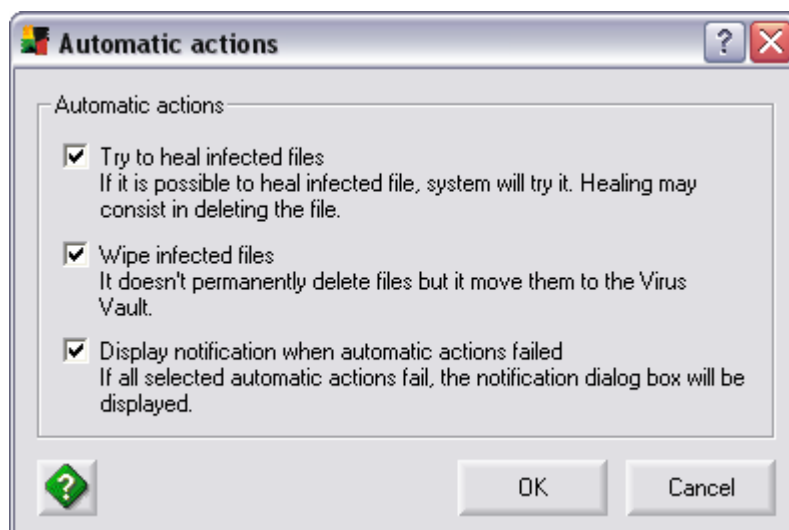 Automatic actions
Automatic actions
Try to heal infected files
If it is possible to heal infected file, system will try it. Healing may
consist in deleting the file.
Wipe infected files
It doesn't permanently delete files but it move them to the Virus
Vault.
Display notification when automatic actions failed
If all selected automatic actions fail, the notification dialog box will be
displayed.
OK
Cancel